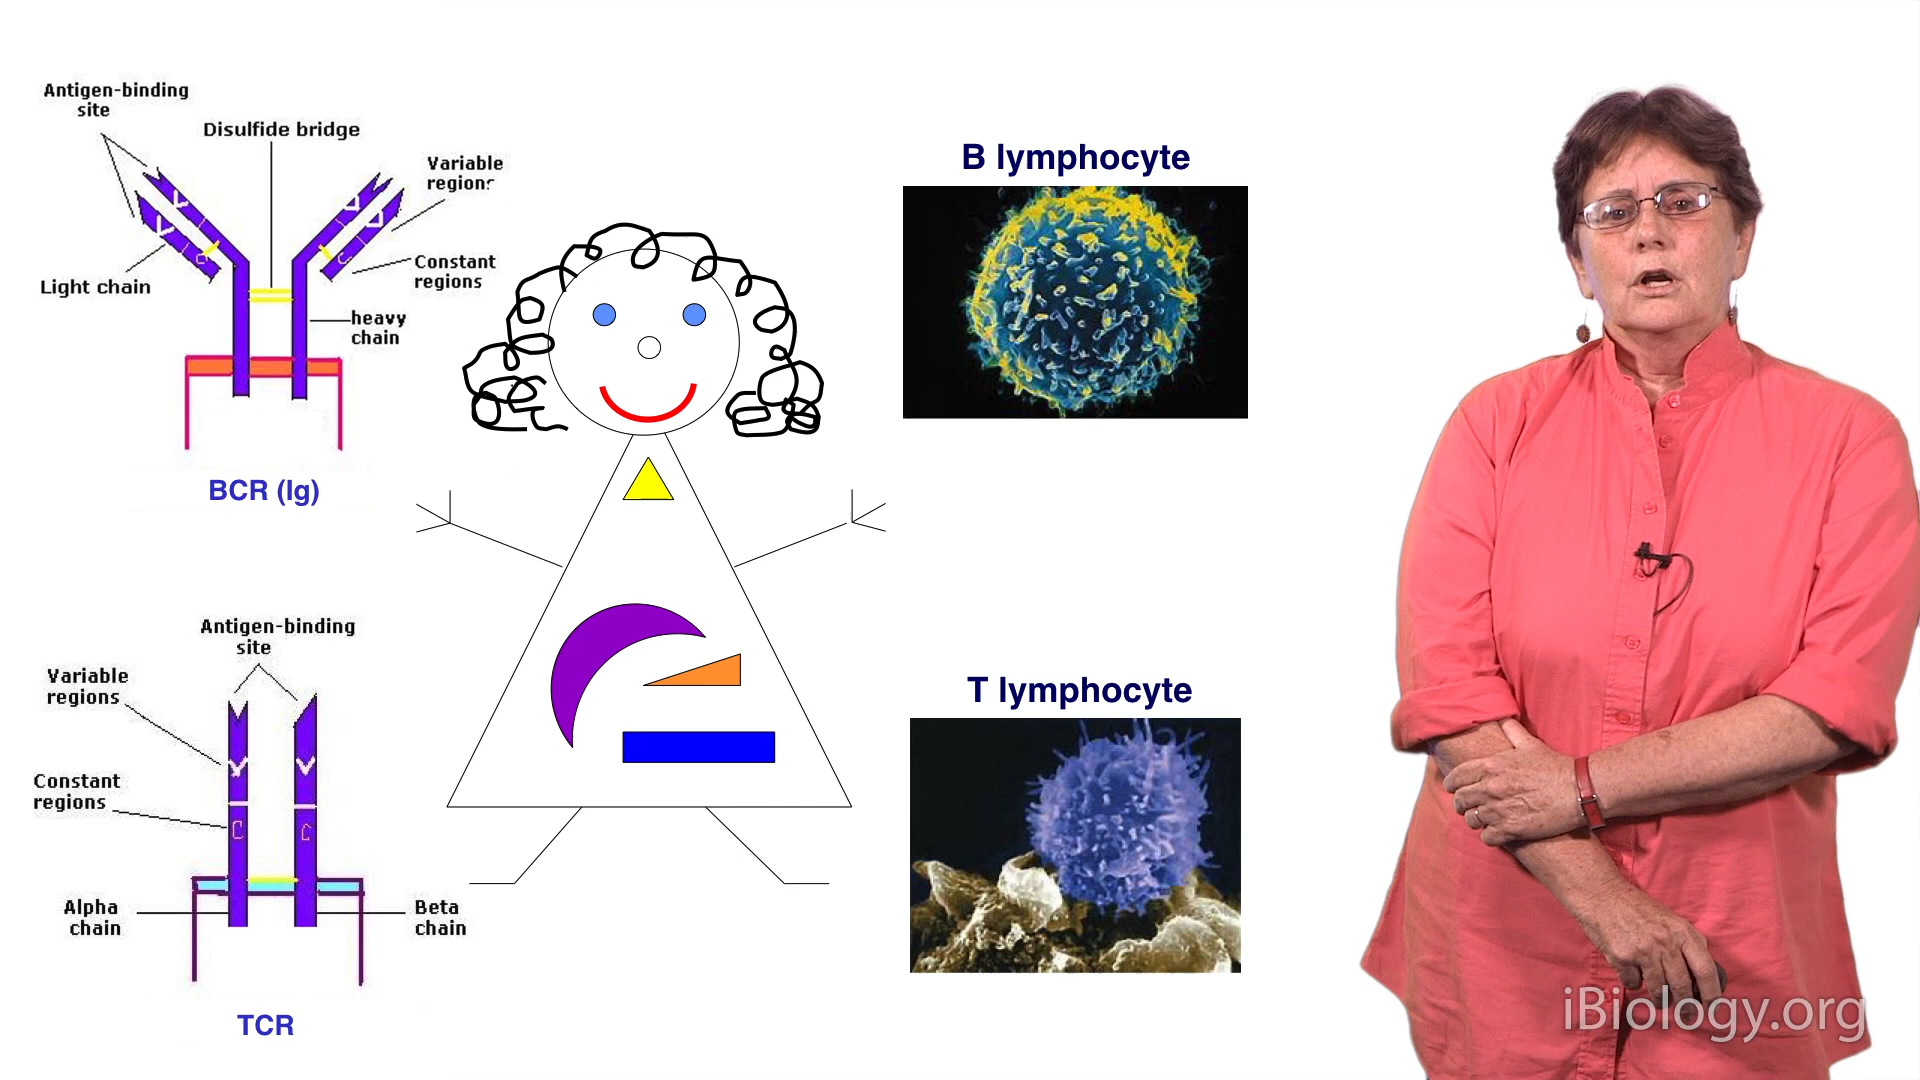 Antigen-binding
site
Disulfide bridge
Variable
regions
Light chain
Constant
regions
heavy
chain
V
V
V
V
C
C
BCR (Ig)
B lymphocyte
Antigen-binding
site
Variable
regions
Constant
regions
V
V
C
C
Alpha
chain
Beta
chain
TCR
T lymphocyte
iBiology.org